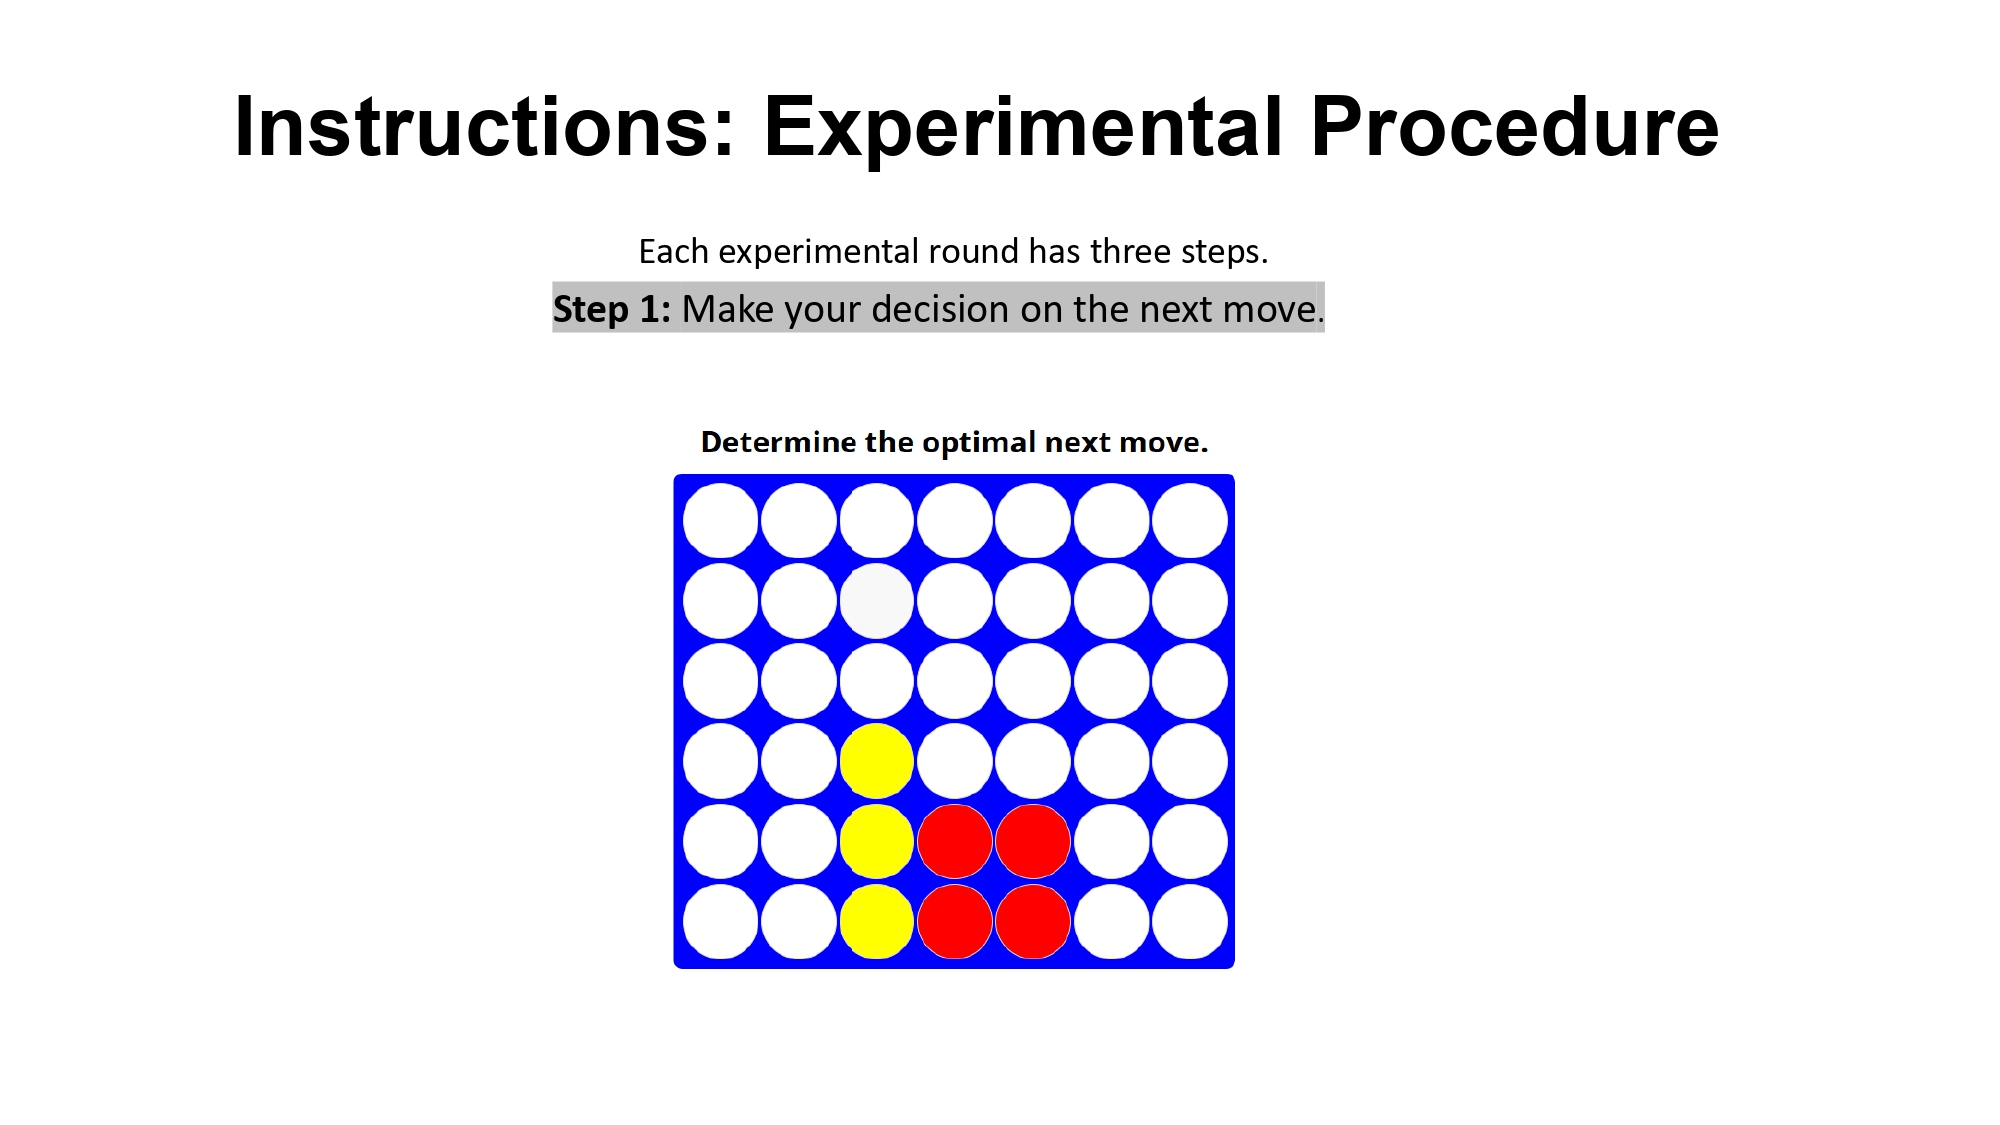 Instructions: Experimental Procedure
Each experimental round has three steps.
Step 1: Make your decision on the next move.
Determine the optimal next move.